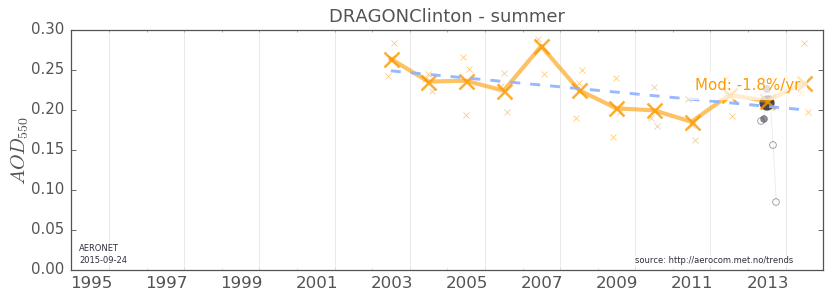 DRAGONClinton - summer
0.30
0.25
0.20
0.15
0.10
0.05
0.00
AOD550
Mod: -1.8%/yr
AERONET
2015-09-24
source: http://aerocom.met.no/trends
1995 1997 1999 2001 2003 2005 2007 2009 2011 2013